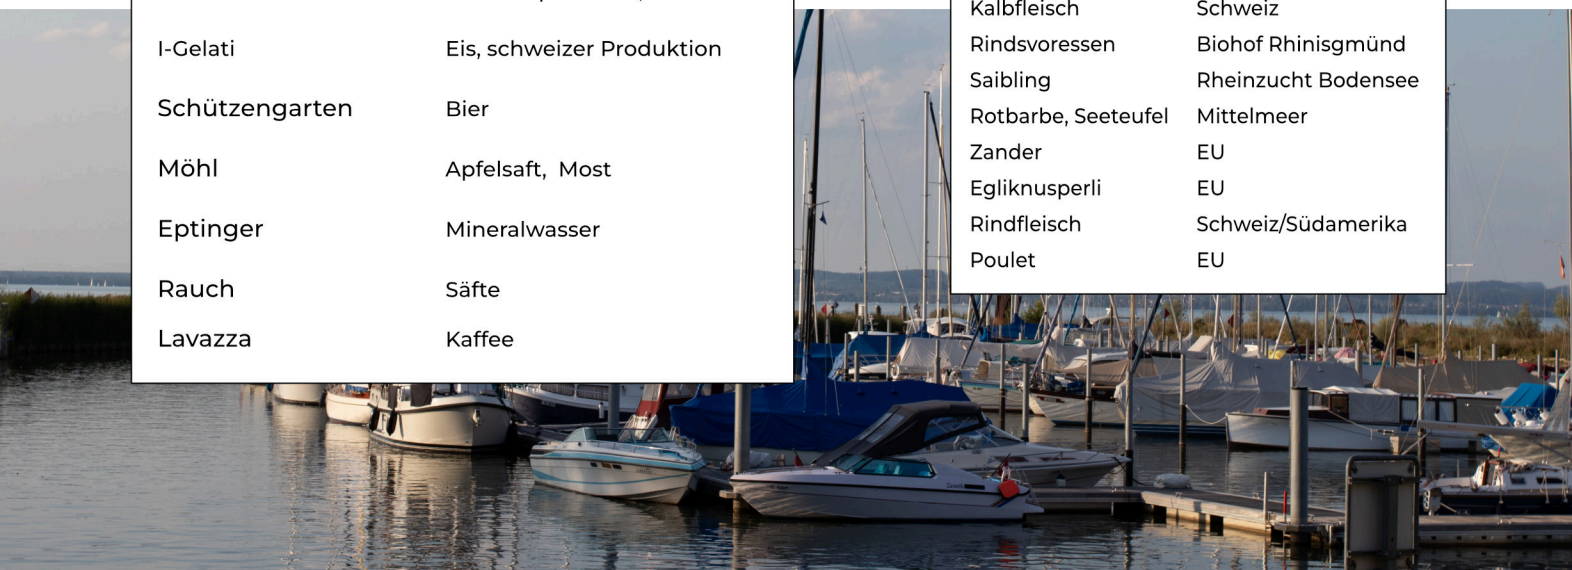 I-Gelati Eis, schweizer Produktion
Schützengarten Bier
Möhl Apfelsaft, Most
Eptinger Mineralwasser
Rauch Säfte
Lavazza Kaffee
Kalbfleisch Schweiz
Rindsvoressen Biohof Rhinisgmünd
Saibling Rheinzucht Bodensee
Rotbarbe, Seeteufel Mittelmeer
Zander EU
Egliknusperli EU
Rindfleisch Schweiz/Südamerika
Poulet EU